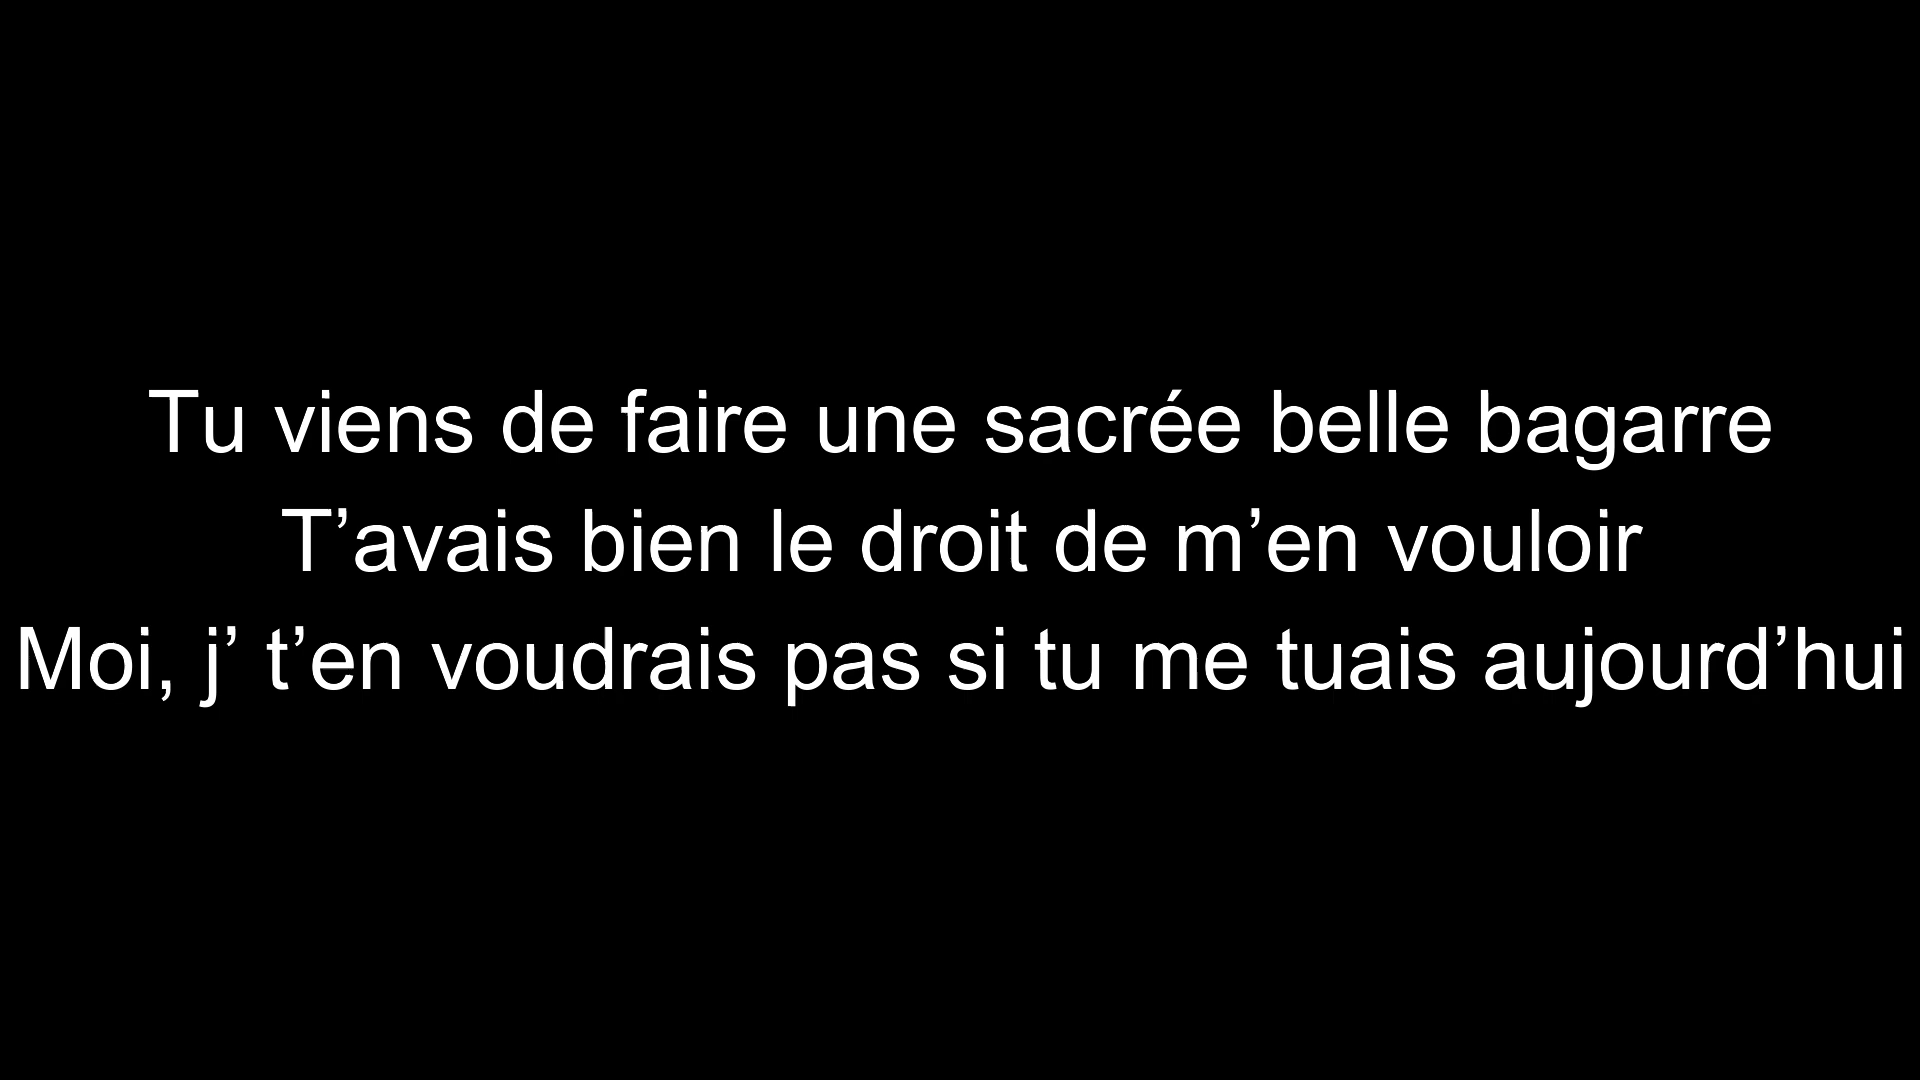 Tu viens de faire une sacrée belle bagarre
T’avais bien le droit de m’en vouloir
Moi, j’ t’en voudrais pas si tu me tuais aujourd’hui